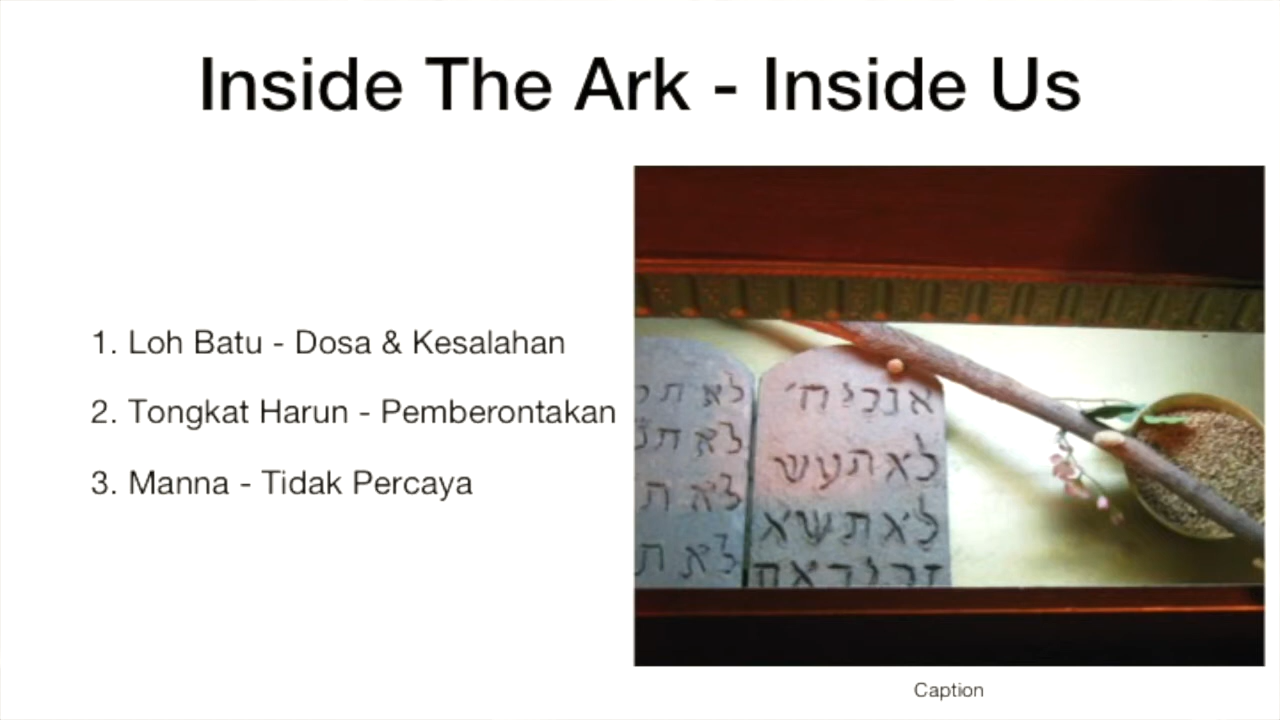 Inside The Ark - Inside Us
1. Loh Batu - Dosa & Kesalahan
2. Tongkat Harun - Pemberontakan
3. Manna - Tidak Percaya
לא תעש
לא תשא
Caption